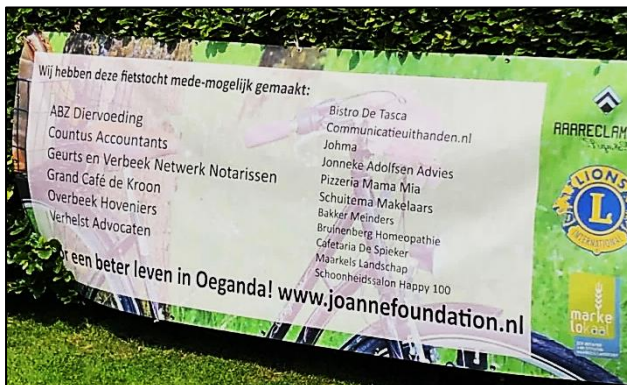 Wij hebben deze fietstocht mede-mogelijk gemaakt:
ABZ Diervoeding
Countus Accountants
Geurts en Verbeek Netwerk Notarissen
Grand Café de Kroon
Overbeek Hoveniers
Verhelst Advocaten
Bistro De Tasca
Communicatieuithanden.nl
Johma
Jonneke Adolfsen Advies
Pizzeria Mama Mia
Schuitema Makelaars
Bakker Meinders
Bruinenberg Homeopathie
Cafetaria De Spieker
Maarkels Landschap
Schoonheidssalon Happy 100
een beter leven in Oeganda! www.joannefoundation.nl
LIONS
L
INTERNATIONAL
marke
lokaal